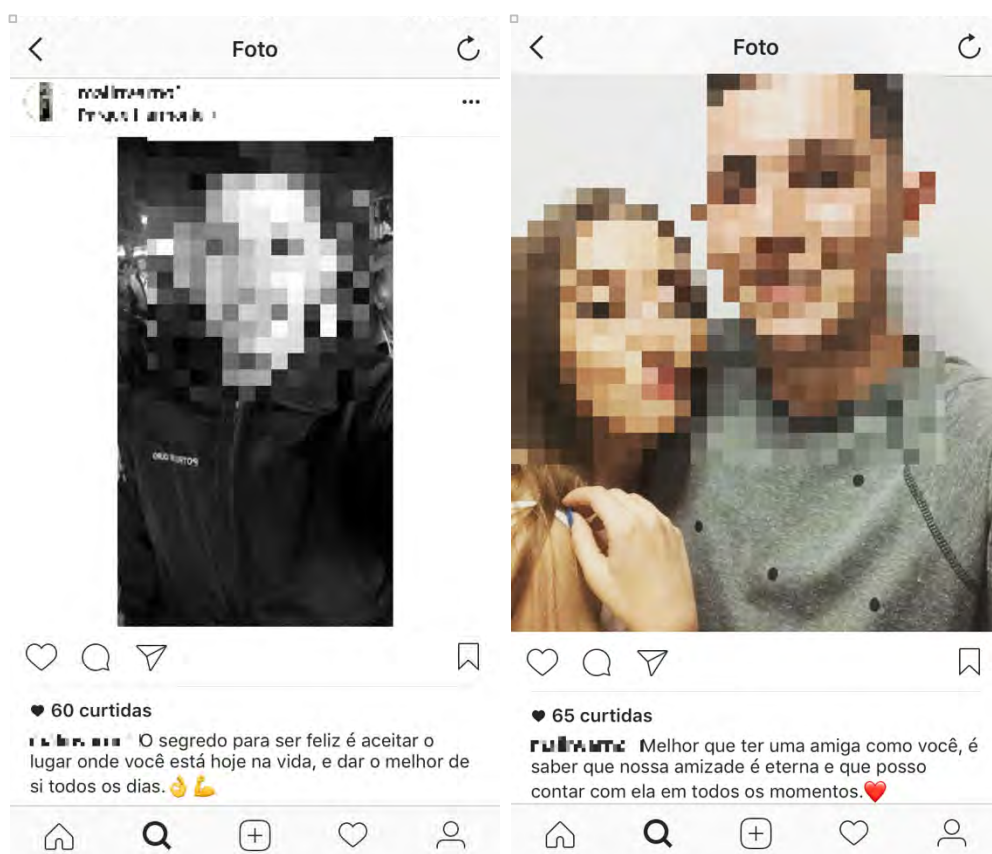 Foto
60 curtidas
O segredo para ser feliz é aceitar o
lugar onde você está hoje na vida, e dar o melhor de
si todos os dias.👌💪
Foto
65 curtidas
Melhor que ter uma amiga como você, é
saber que nossa amizade é eterna e que posso
contar com ela em todos os momentos.❤️